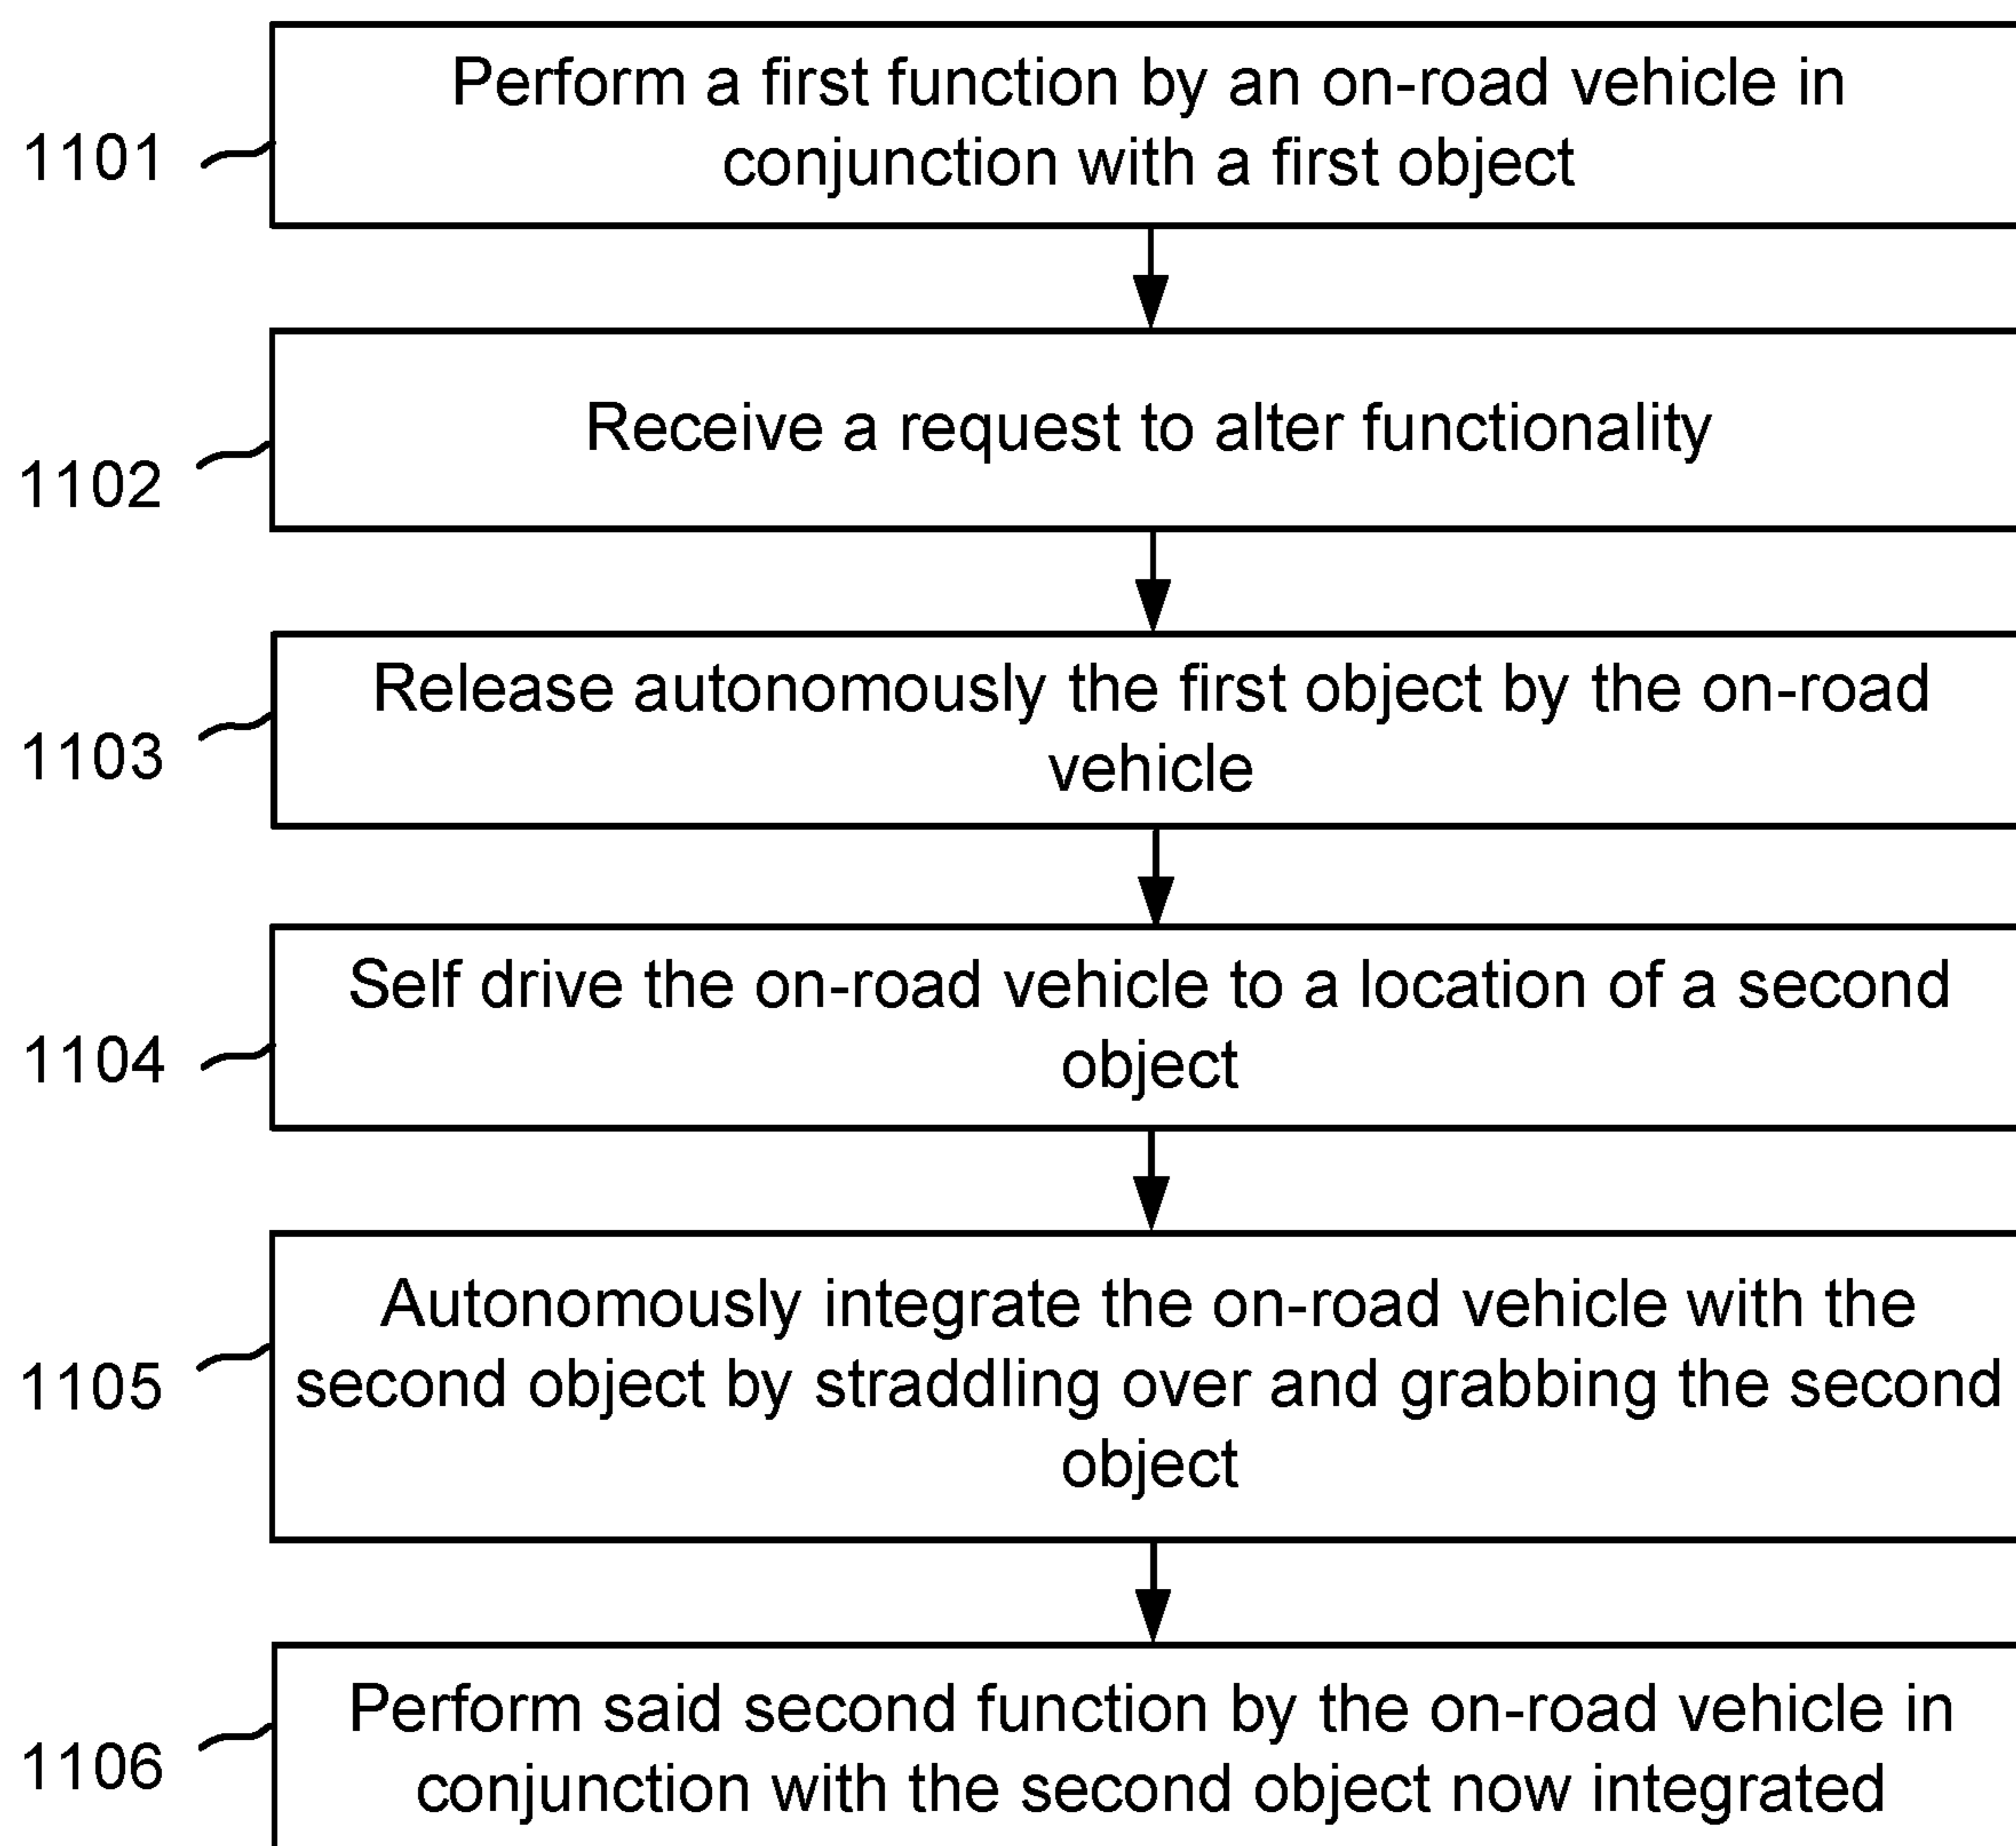 Perform a first function by an on-road vehicle in
conjunction with a first object
1101
Receive a request to alter functionality
1102
Release autonomously the first object by the on-road
vehicle
1103
Self drive the on-road vehicle to a location of a second
object
1104
Autonomously integrate the on-road vehicle with the
second object by straddling over and grabbing the second
object
1105
Perform said second function by the on-road vehicle in
conjunction with the second object now integrated
1106